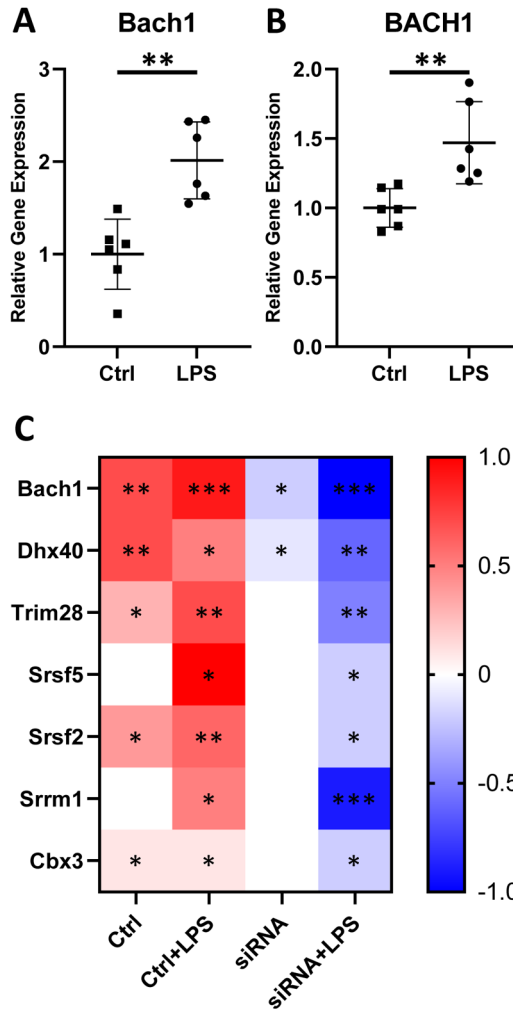 A
Bach1
Relative Gene Expression
3
2
1
0
**
Ctrl
LPS
B
BACH1
Relative Gene Expression
2.0
1.5
1.0
0.5
0.0
**
Ctrl
LPS
C
Bach1
**
***
*
***
Dhx40
**
*
*
**
Trim28
*
**
**
Srsf5
*
*
Srsf2
*
**
*
Srrm1
*
***
Cbx3
*
*
*
Ctrl
Ctrl+LPS
siRNA
siRNA+LPS
1.0
0.5
0
-0.5
-1.0